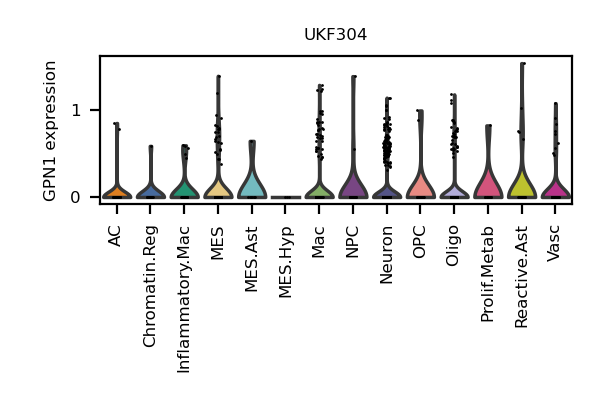 UKF304
GPN1 expression
1
0
AC
Chromatin.Reg
Inflammatory.Mac
MES
MES.Ast
MES.Hyp
Mac
NPC
Neuron
OPC
Oligo
Prolif.Metab
Reactive.Ast
Vasc